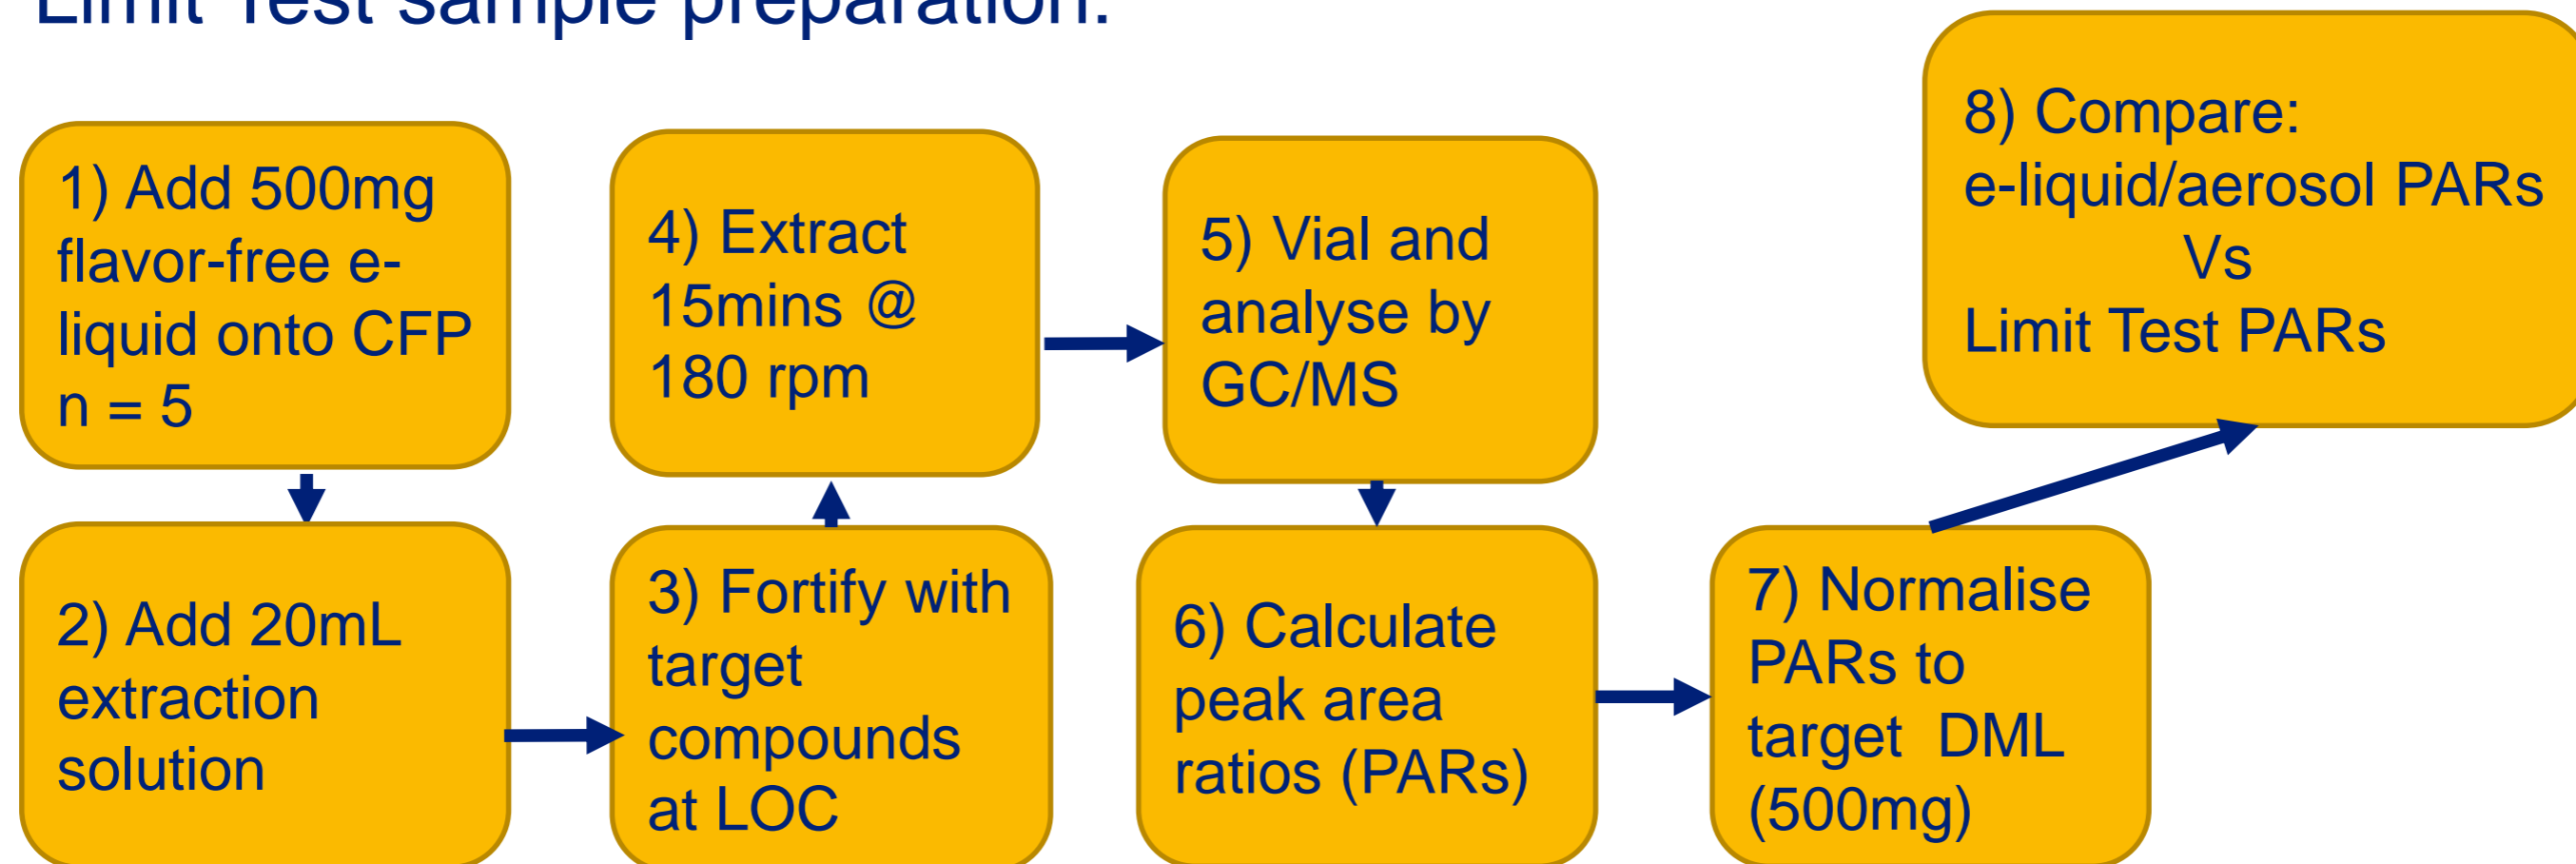 Limit Test sample preparation:
1) Add 500mg
flavor-free e-
liquid onto CFP
n = 5
2) Add 20mL
extraction
solution
3) Fortify with
target
compounds
at LOC
4) Extract
15mins @
180 rpm
5) Vial and
analyse by
GC/MS
6) Calculate
peak area
ratios (PARs)
7) Normalise
PARs to
target DML
(500mg)
8) Compare:
e-liquid/aerosol PARs
Vs
Limit Test PARs